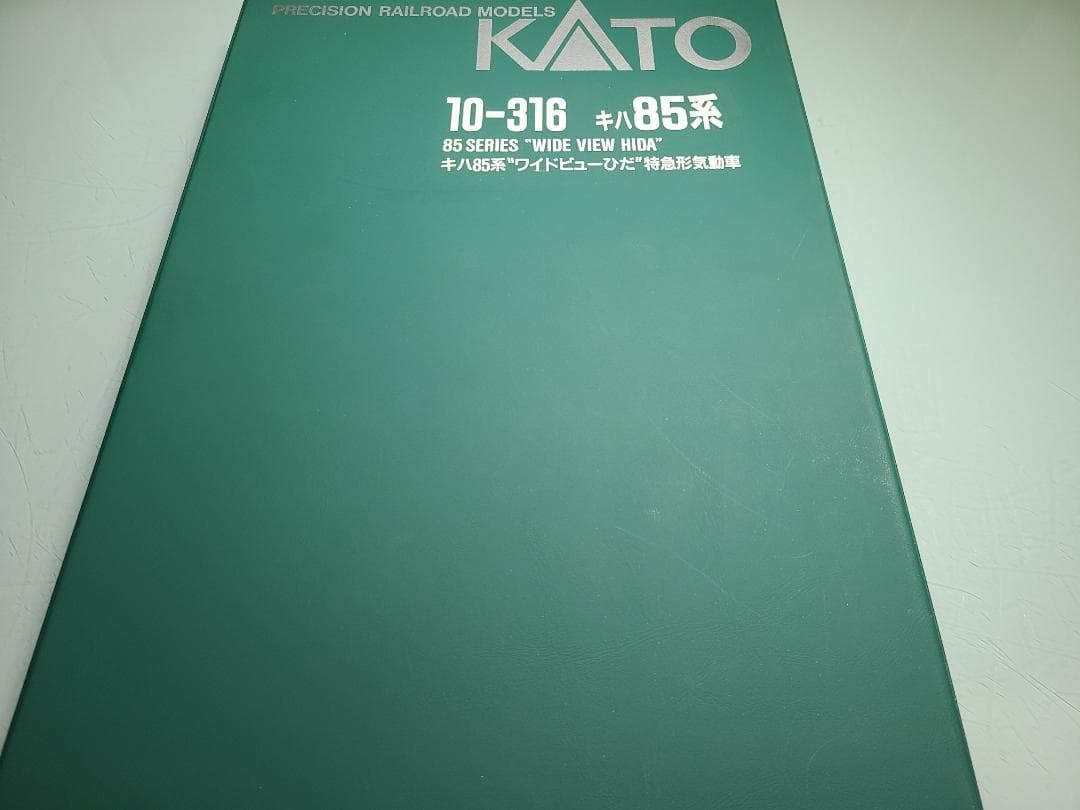 PRECISION RAILROAD MODELS
KATO
10-316 キハ85系
85 SERIES "WIDE VIEW HIDA"
キハ85系"ワイドビューひだ"特急形気動車